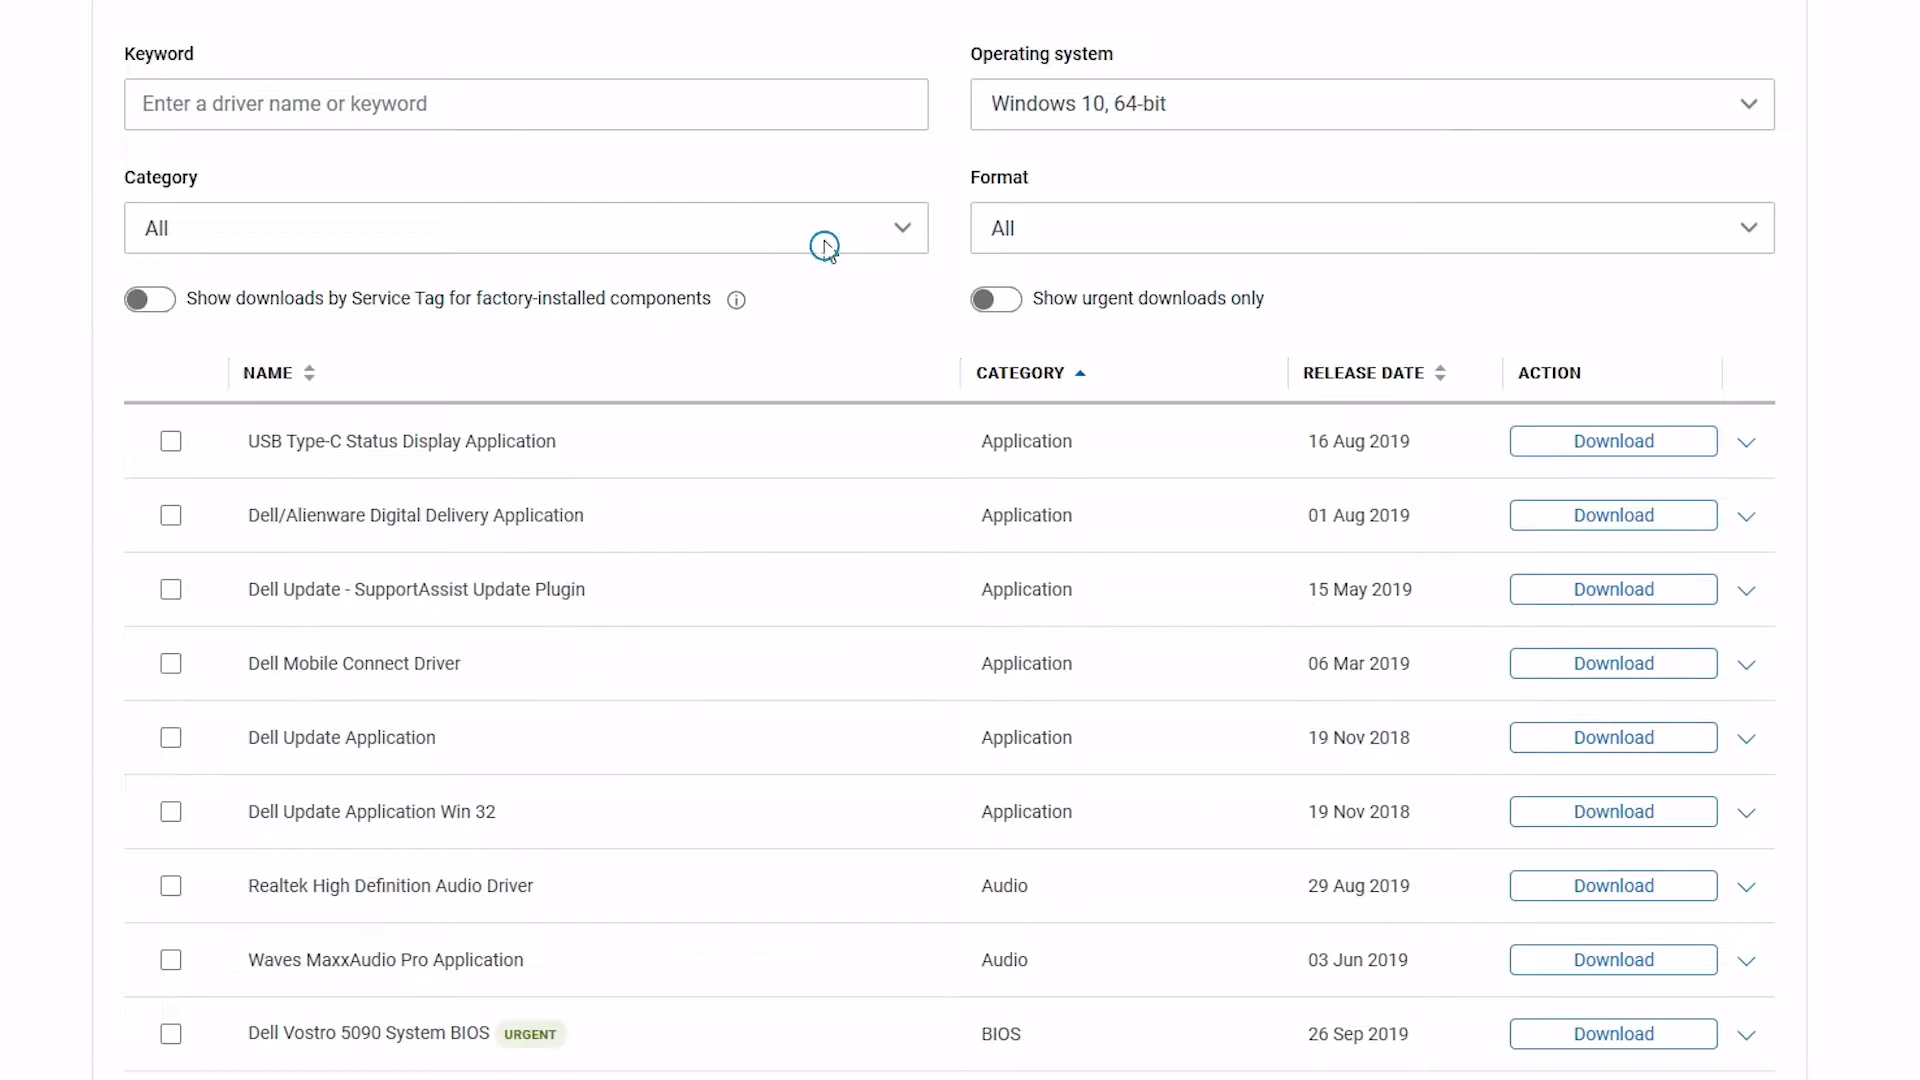 Keyword
Operating system
Enter a driver name or keyword
Windows 10, 64-bit
Category
Format
All
All
Show downloads by Service Tag for factory-installed components
Show urgent downloads only
NAME CATEGORY RELEASE DATE ACTION
USB Type-C Status Display Application Application 16 Aug 2019 Download
Dell/Alienware Digital Delivery Application Application 01 Aug 2019 Download
Dell Update - SupportAssist Update Plugin Application 15 May 2019 Download
Dell Mobile Connect Driver Application 06 Mar 2019 Download
Dell Update Application Application 19 Nov 2018 Download
Dell Update Application Win 32 Application 19 Nov 2018 Download
Realtek High Definition Audio Driver Audio 29 Aug 2019 Download
Waves MaxxAudio Pro Application Audio 03 Jun 2019 Download
Dell Vostro 5090 System BIOS URGENT BIOS 26 Sep 2019 Download